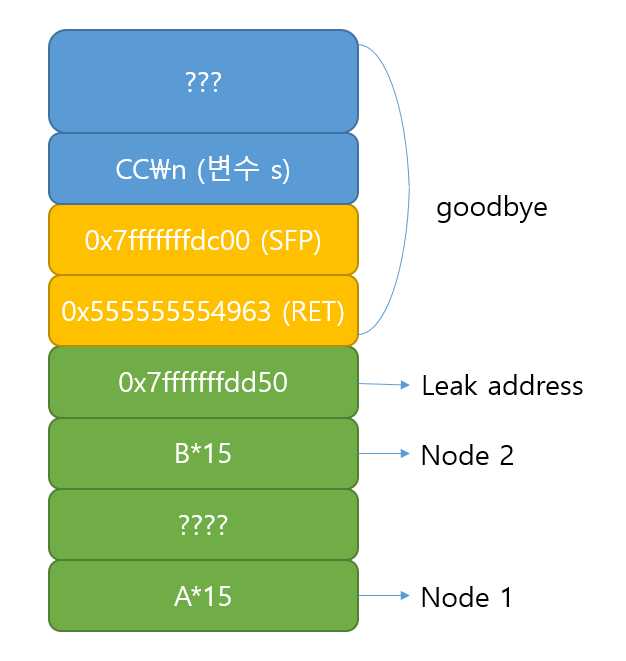 ???
CC₩n (변수 s)
goodbye
0x7fffffffdc00 (SFP)
0x555555554963 (RET)
0x7fffffffdd50
Leak address
B*15
Node 2
????
A*15
Node 1